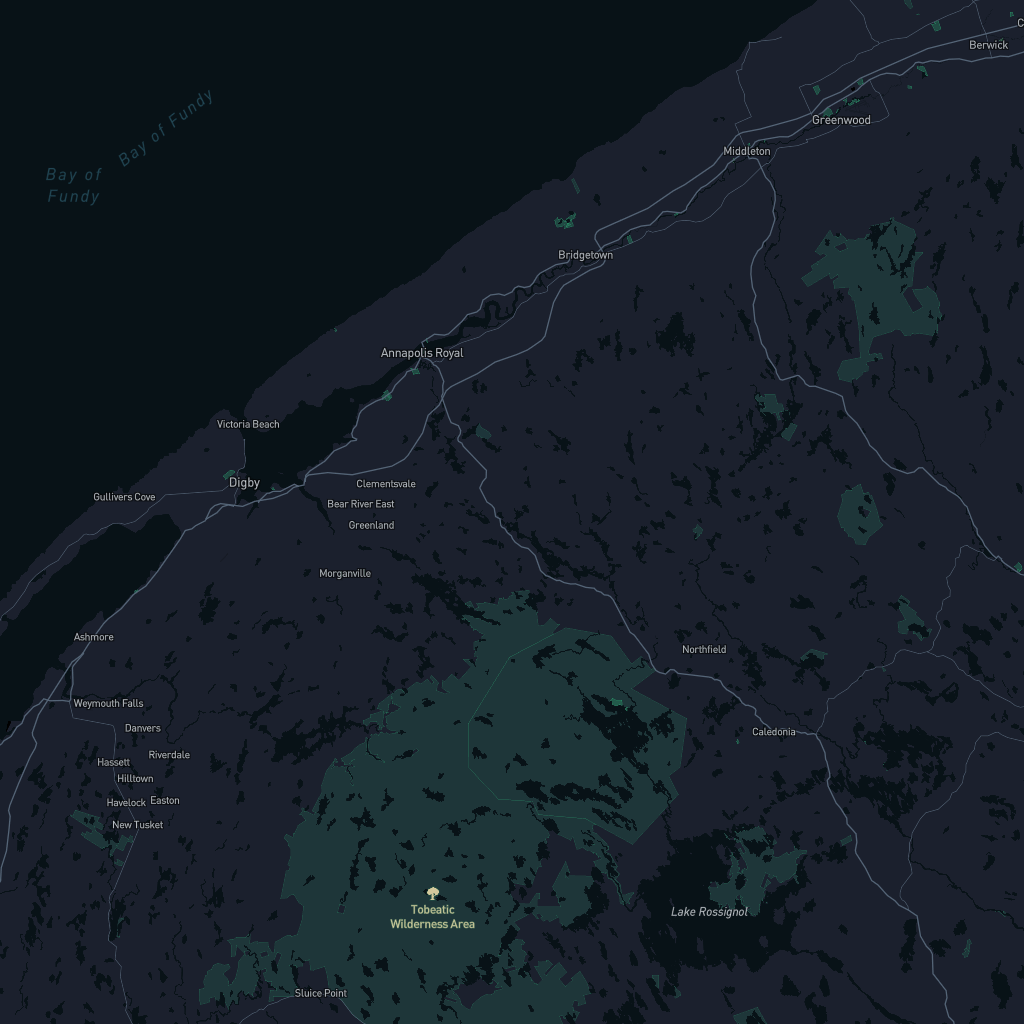 Berwick
Bay of Fundy
Greenwood
Middleton
Bay of
Fundy
Bridgetown
Annapolis Royal
Victoria Beach
Digby
Clementsvale
Gullivers Cove
Bear River East
Greenland
Morganville
Ashmore
Northfield
Weymouth Falls
Danvers
Caledonia
Riverdale
Hassett
Hilltown
Havelock
Easton
New Tusket
Tobeatic
Wilderness Area
Lake Rossignol
Sluice Point